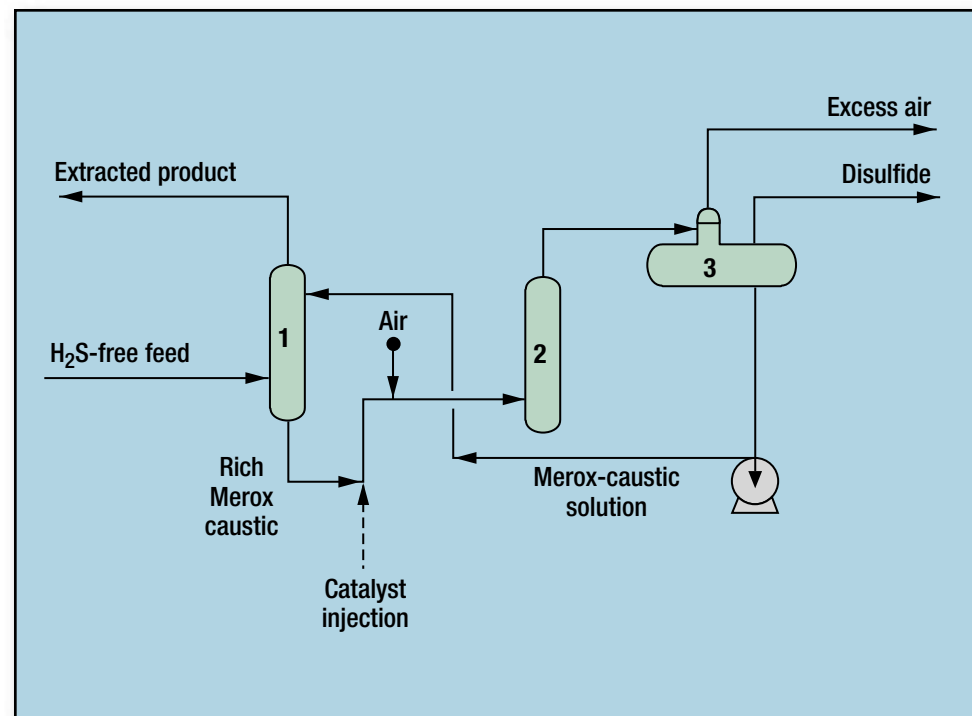 Excess air
Extracted product
Disulfide
3
Air
1
2
H₂S-free feed
Rich
Merox
caustic
Merox-caustic
solution
Catalyst
injection